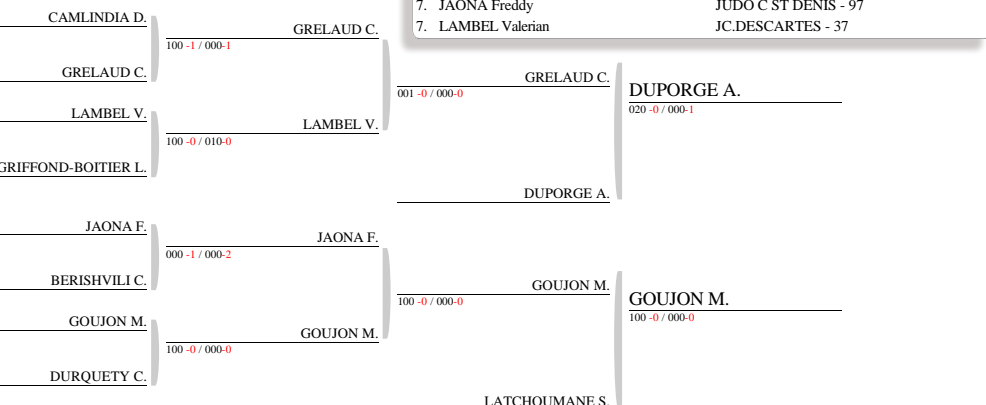 7. JAONA Freddy JUDO C ST DENIS - 97
7. LAMBEL Valerian JC.DESCARTES - 37
CAMLINDIA D.
GRELAUD C.
100 -1 / 000-1
GRELAUD C.
LAMBEL V.
LAMBEL V.
100 -0 / 010-0
GRIFFOND-BOITIER L.
GRELAUD C.
001 -0 / 000-0
DUPORGE A.
020 -0 / 000-1
DUPORGE A.
JAONA F.
JAONA F.
000 -1 / 000-2
BERISHVILI C.
GOUJON M.
GOUJON M.
100 -0 / 000-0
DURQUETY C.
GOUJON M.
100 -0 / 000-0
GOUJON M.
100 -0 / 000-0
LATCHOUMANE S.